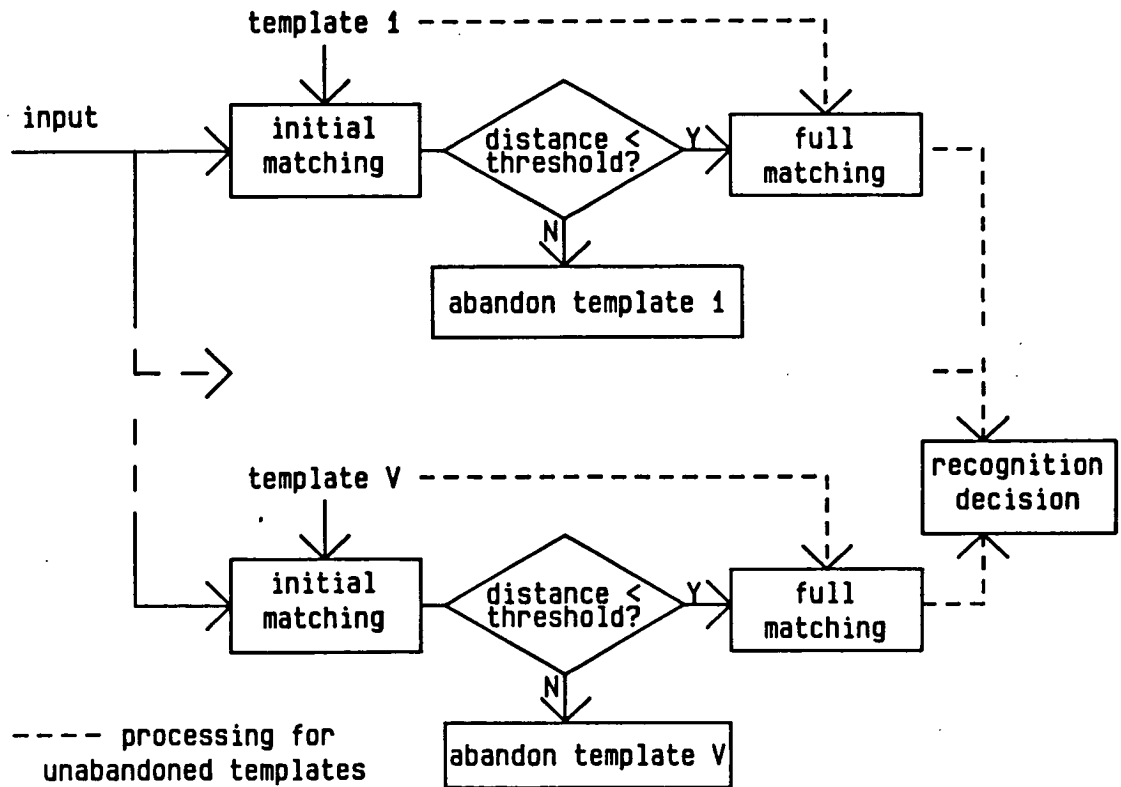 template 1
input
initial
matching
distance <
threshold?
Y
full
matching
N
abandon template 1
recognition
decision
template V
initial
matching
distance <
threshold?
Y
full
matching
N
abandon template V
---- processing for
unabandoned templates